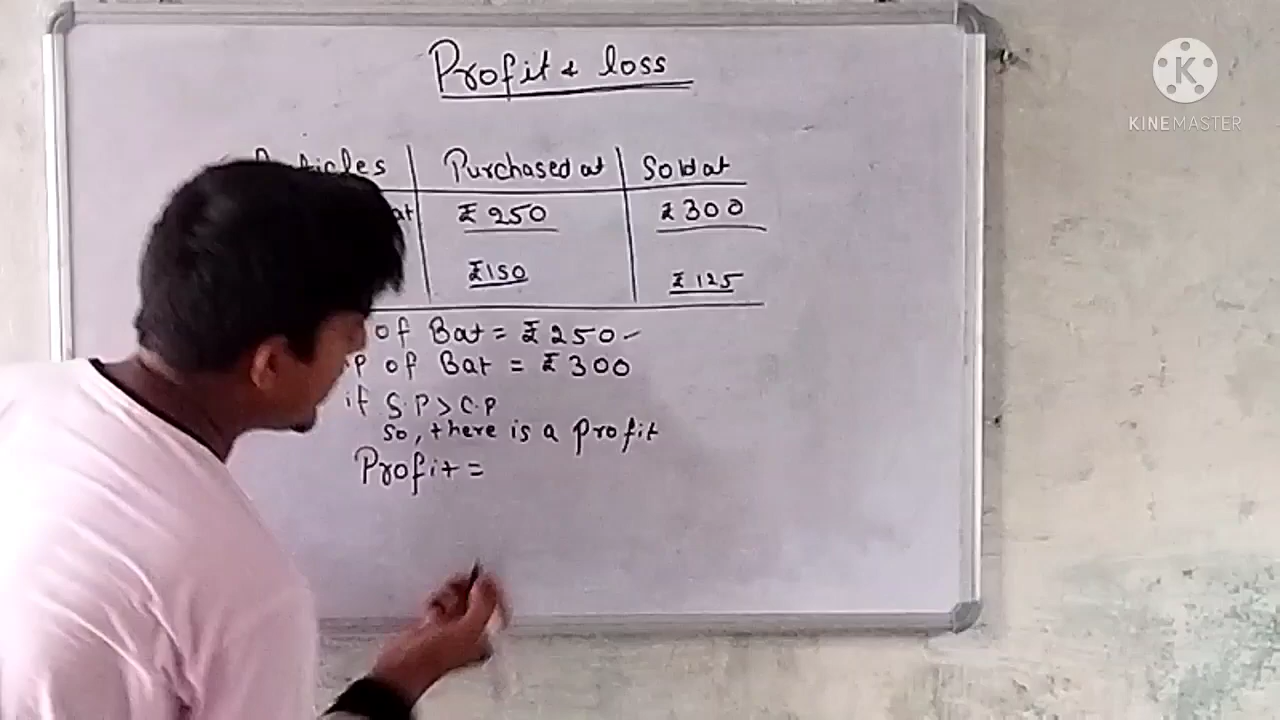 Profit & loss
Articles Purchased at Sold at
₹250 ₹300
₹150 ₹125
of Bat = ₹250
P of Bat = ₹300
if S.P > C.P
so, there is a profit
Profit =
K
KINEMASTER